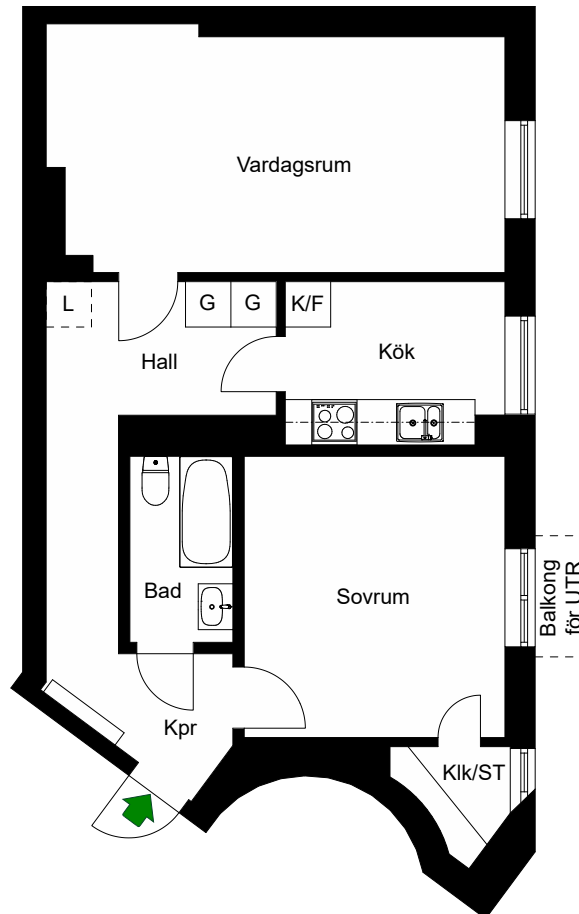 Vardagsrum
L
G
G
K/F
Hall
Kök
Bad
Sovrum
Balkong
för UTR
Kpr
Klk/ST